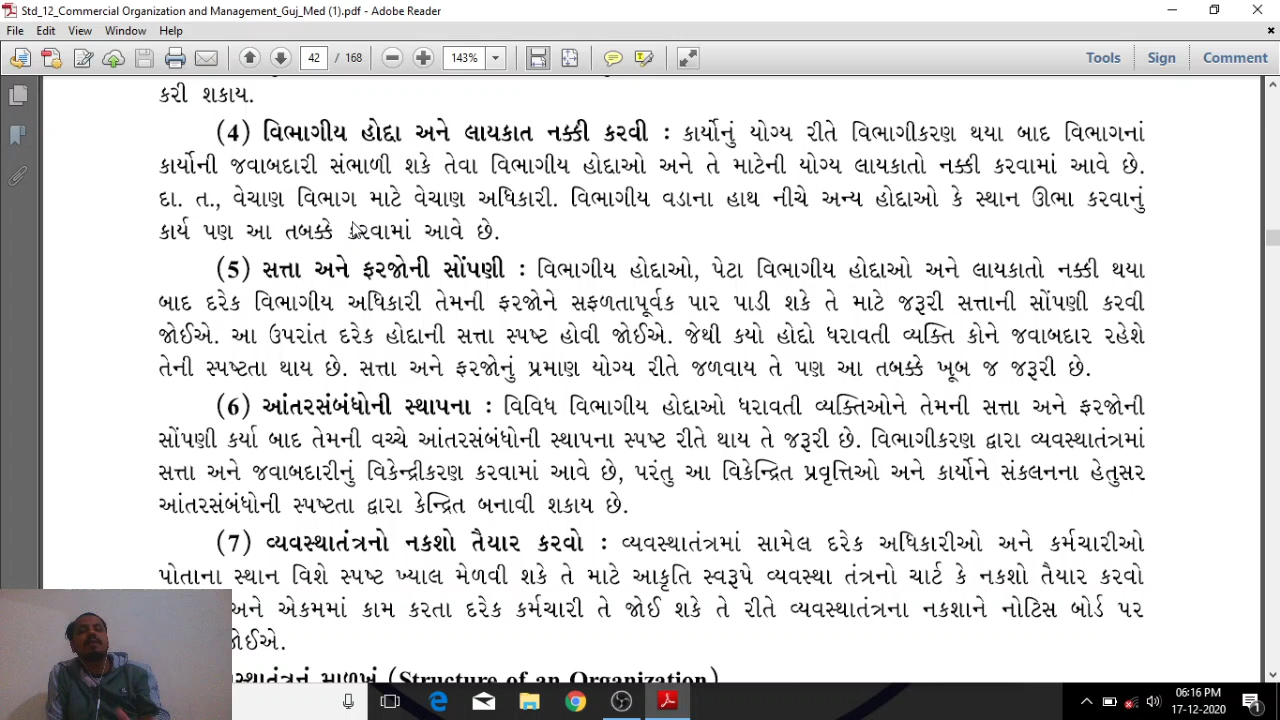 Std_12_Commercial Organization and Management_Guj_Med (1).pdf - Adobe Reader
File Edit View Window Help
42 / 168 143% Tools Sign Comment
કરી શકાય.
(4) વિભાગીય હોદ્દા અને લાયકાત નક્કી કરવી : કાર્યોનું યોગ્ય રીતે વિભાગીકરણ થયા બાદ વિભાગનાં
કાર્યોની જવાબદારી સંભાળી શકે તેવા વિભાગીય હોદ્દાઓ અને તે માટેની યોગ્ય લાયકાતો નક્કી કરવામાં આવે છે.
દા. ત., વેચાણ વિભાગ માટે વેચાણ અધિકારી. વિભાગીય વડાના હાથ નીચે અન્ય હોદ્દાઓ કે સ્થાન ઊભા કરવાનું
કાર્ય પણ આ તબક્કે કરવામાં આવે છે.
(5) સત્તા અને ફરજોની સોંપણી : વિભાગીય હોદ્દાઓ, પેટા વિભાગીય હોદ્દાઓ અને લાયકાતો નક્કી થયા
બાદ દરેક વિભાગીય અધિકારી તેમની ફરજોને સફળતાપૂર્વક પાર પાડી શકે તે માટે જરૂરી સત્તાની સોંપણી કરવી
જોઈએ. આ ઉપરાંત દરેક હોદ્દાની સત્તા સ્પષ્ટ હોવી જોઈએ. જેથી કયો હોદ્દો ધરાવતી વ્યક્તિ કોને જવાબદાર રહેશે
તેની સ્પષ્ટતા થાય છે. સત્તા અને ફરજોનું પ્રમાણ યોગ્ય રીતે જળવાય તે પણ આ તબક્કે ખૂબ જ જરૂરી છે.
(6) આંતરસંબંધોની સ્થાપના : વિવિધ વિભાગીય હોદ્દાઓ ધરાવતી વ્યક્તિઓને તેમની સત્તા અને ફરજોની
સોંપણી કર્યા બાદ તેમની વચ્ચે આંતરસંબંધોની સ્થાપના સ્પષ્ટ રીતે થાય તે જરૂરી છે. વિભાગીકરણ દ્વારા વ્યવસ્થાતંત્રમાં
સત્તા અને જવાબદારીનું વિકેન્દ્રીકરણ કરવામાં આવે છે, પરંતુ આ વિકેન્દ્રિત પ્રવૃત્તિઓ અને કાર્યોને સંકલનના હેતુસર
આંતરસંબંધોની સ્પષ્ટતા દ્વારા કેન્દ્રિત બનાવી શકાય છે.
(7) વ્યવસ્થાતંત્રનો નકશો તૈયાર કરવો : વ્યવસ્થાતંત્રમાં સામેલ દરેક અધિકારીઓ અને કર્મચારીઓ
પોતાના સ્થાન વિશે સ્પષ્ટ ખ્યાલ મેળવી શકે તે માટે આકૃતિ સ્વરૂપે વ્યવસ્થા તંત્રનો ચાર્ટ કે નકશો તૈયાર કરવો
અને એકમમાં કામ કરતા દરેક કર્મચારી તે જોઈ શકે તે રીતે વ્યવસ્થાતંત્રના નકશાને નોટિસ બોર્ડ પર
જોઈએ.
માળખું (Structure of an Organization)
06:16 PM
17-12-2020